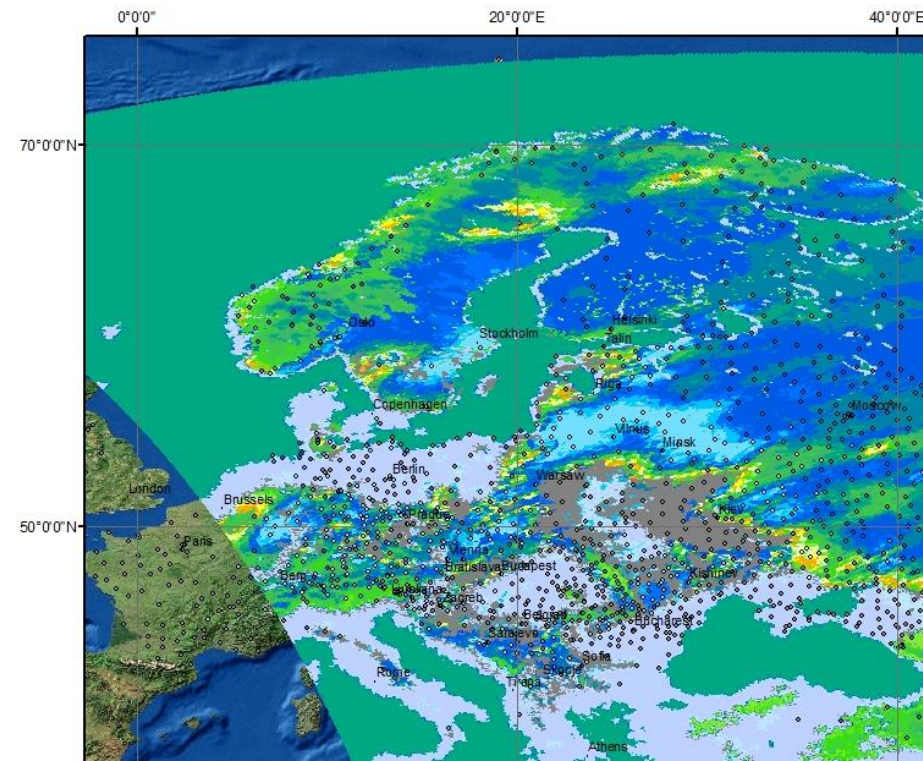 0°0'0"
20°0'0"E
40°0'0"E
70°0'0"N
Oslo
Helsinki
Stockholm
Talin
Riga
Copenhagen
Moscow
Vilnus
Minsk
Berlin
Warsaw
London
Brussels
50°0'0"N
Prague
Kiev
Paris
Vienna
Bratislava
Budapest
Kishinev
Bern
Zagreb
Belgrad
Bucharest
Sarajevo
Sofia
Rome
Tirana
Athens